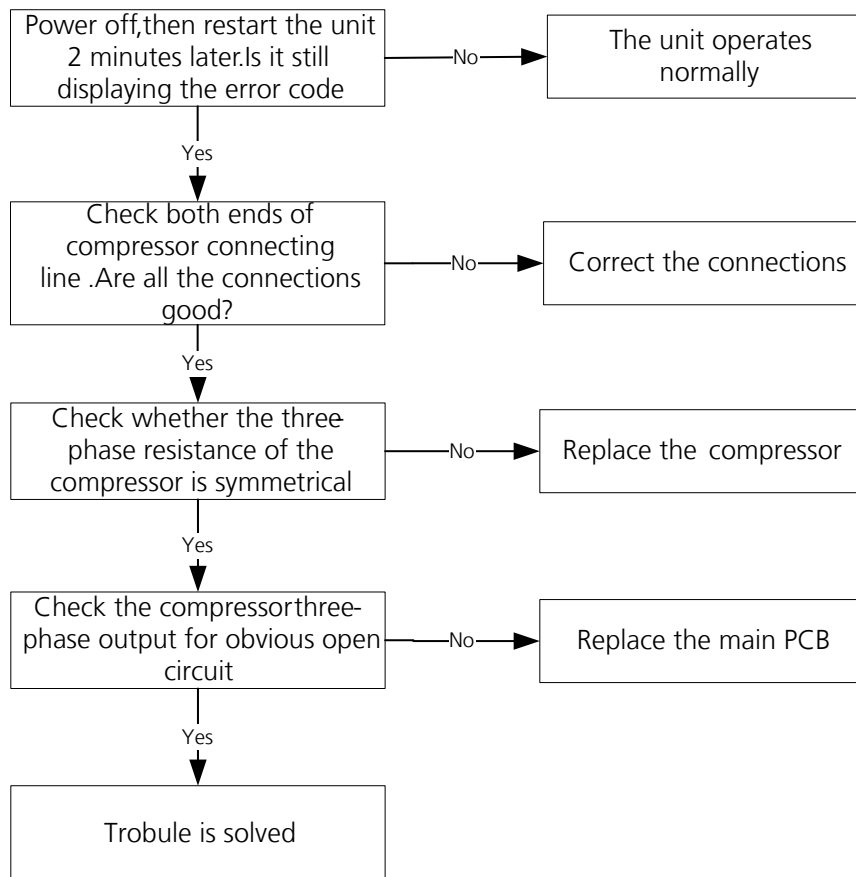 Power off,then restart the unit
2 minutes later.Is it still
displaying the error code
No
The unit operates
normally
Yes
Check both ends of
compressor connecting
line .Are all the connections
good?
No
Correct the connections
Yes
Check whether the three-
phase resistance of the
compressor is symmetrical
No
Replace the compressor
Yes
Check the compressorthree-
phase output for obvious open
circuit
No
Replace the main PCB
Yes
Trobule is solved